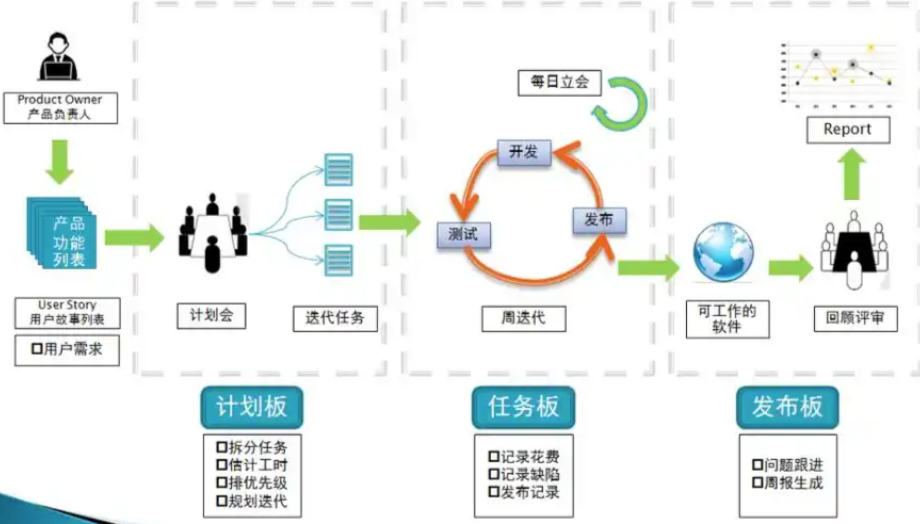 Product Owner
产品负责人
产品
功能
列表
User Story
用户故事列表
用户需求
计划会
迭代任务
每日立会
开发
测试
发布
周迭代
可工作的
软件
Report
回顾评审
计划板
拆分任务
估计工时
排优先级
规划迭代
任务板
记录花费
记录缺陷
发布记录
发布板
问题跟进
周报生成